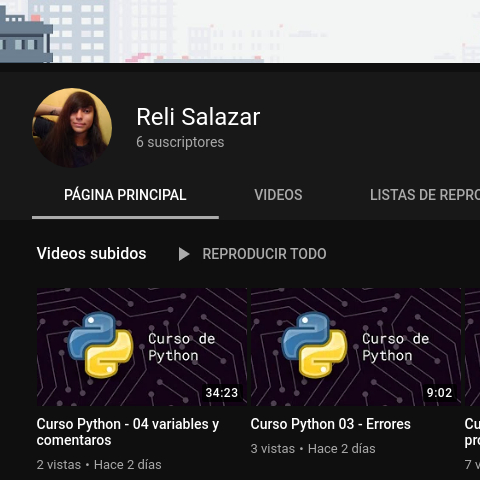 Reli Salazar
6 suscriptores
PÁGINA PRINCIPAL VIDEOS LISTAS DE REPRO
Videos subidos REPRODUCIR TODO
Curso de
Python
34:23
Curso de
Python
9:02
Curso Python - 04 variables y
comentaros
2 vistas • Hace 2 días
Curso Python 03 - Errores
3 vistas • Hace 2 días
Cu
pro
7 v